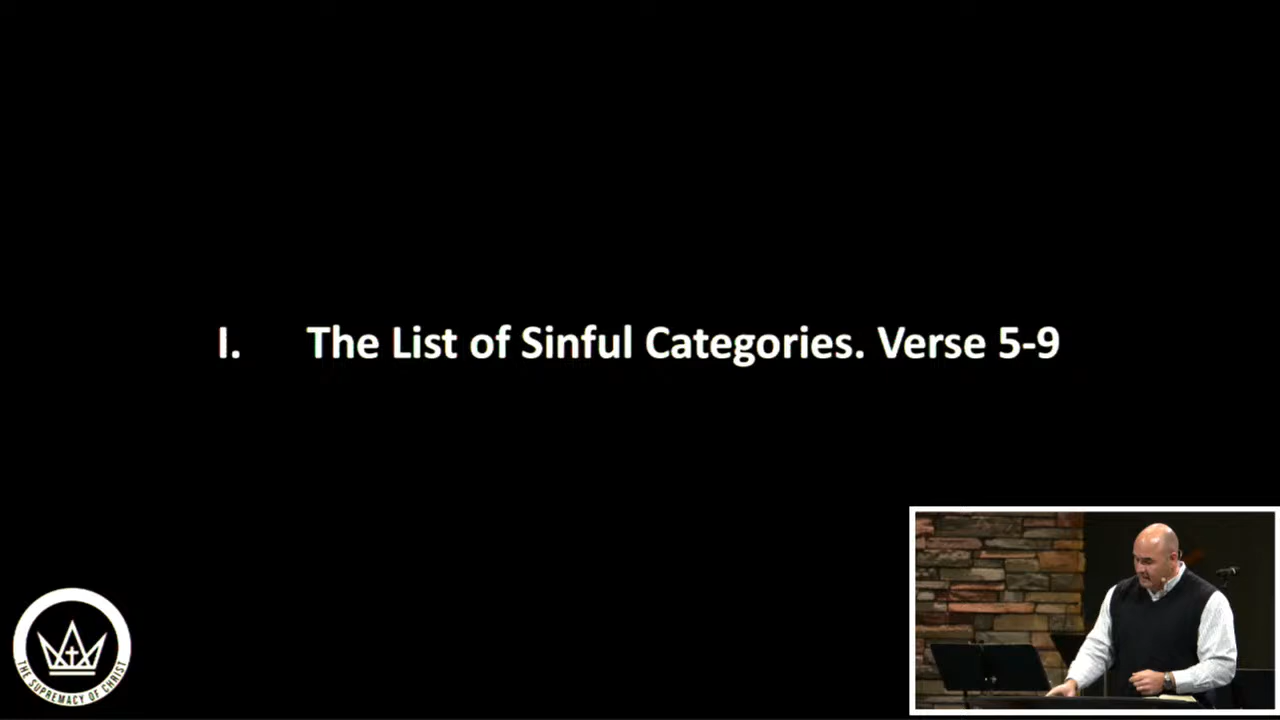 I. The List of Sinful Categories. Verse 5-9
THE SUPREMACY OF CHRIST